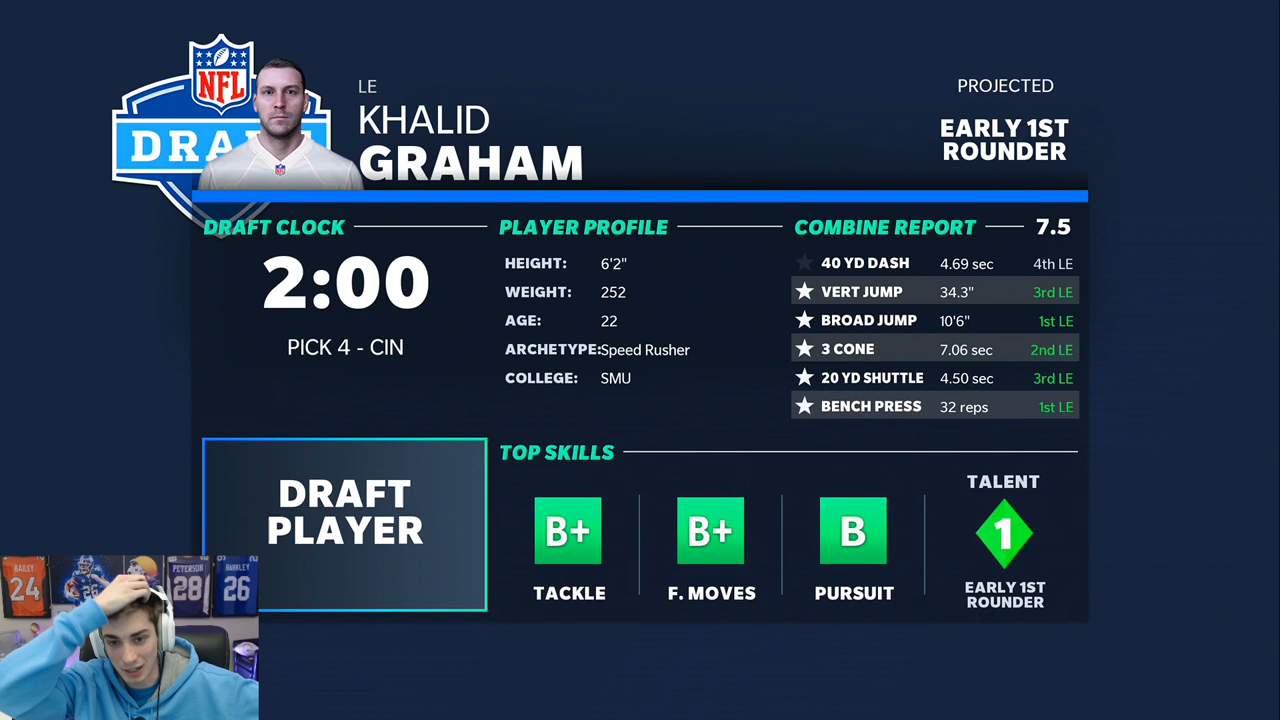 NFL
DRA
LE
KHALID
GRAHAM
PROJECTED
EARLY 1ST
ROUNDER
DRAFT CLOCK
2:00
PICK 4 - CIN
PLAYER PROFILE
HEIGHT: 6'2"
WEIGHT: 252
AGE: 22
ARCHETYPE: Speed Rusher
COLLEGE: SMU
COMBINE REPORT 7.5
40 YD DASH 4.69 sec 4th LE
VERT JUMP 34.3" 3rd LE
BROAD JUMP 10'6" 1st LE
3 CONE 7.06 sec 2nd LE
20 YD SHUTTLE 4.50 sec 3rd LE
BENCH PRESS 32 reps 1st LE
DRAFT
PLAYER
TOP SKILLS
B+
TACKLE
B+
F. MOVES
B
PURSUIT
TALENT
1
EARLY 1ST
ROUNDER
BAILEY
24
26
PETERSON
28
BARKLEY
26